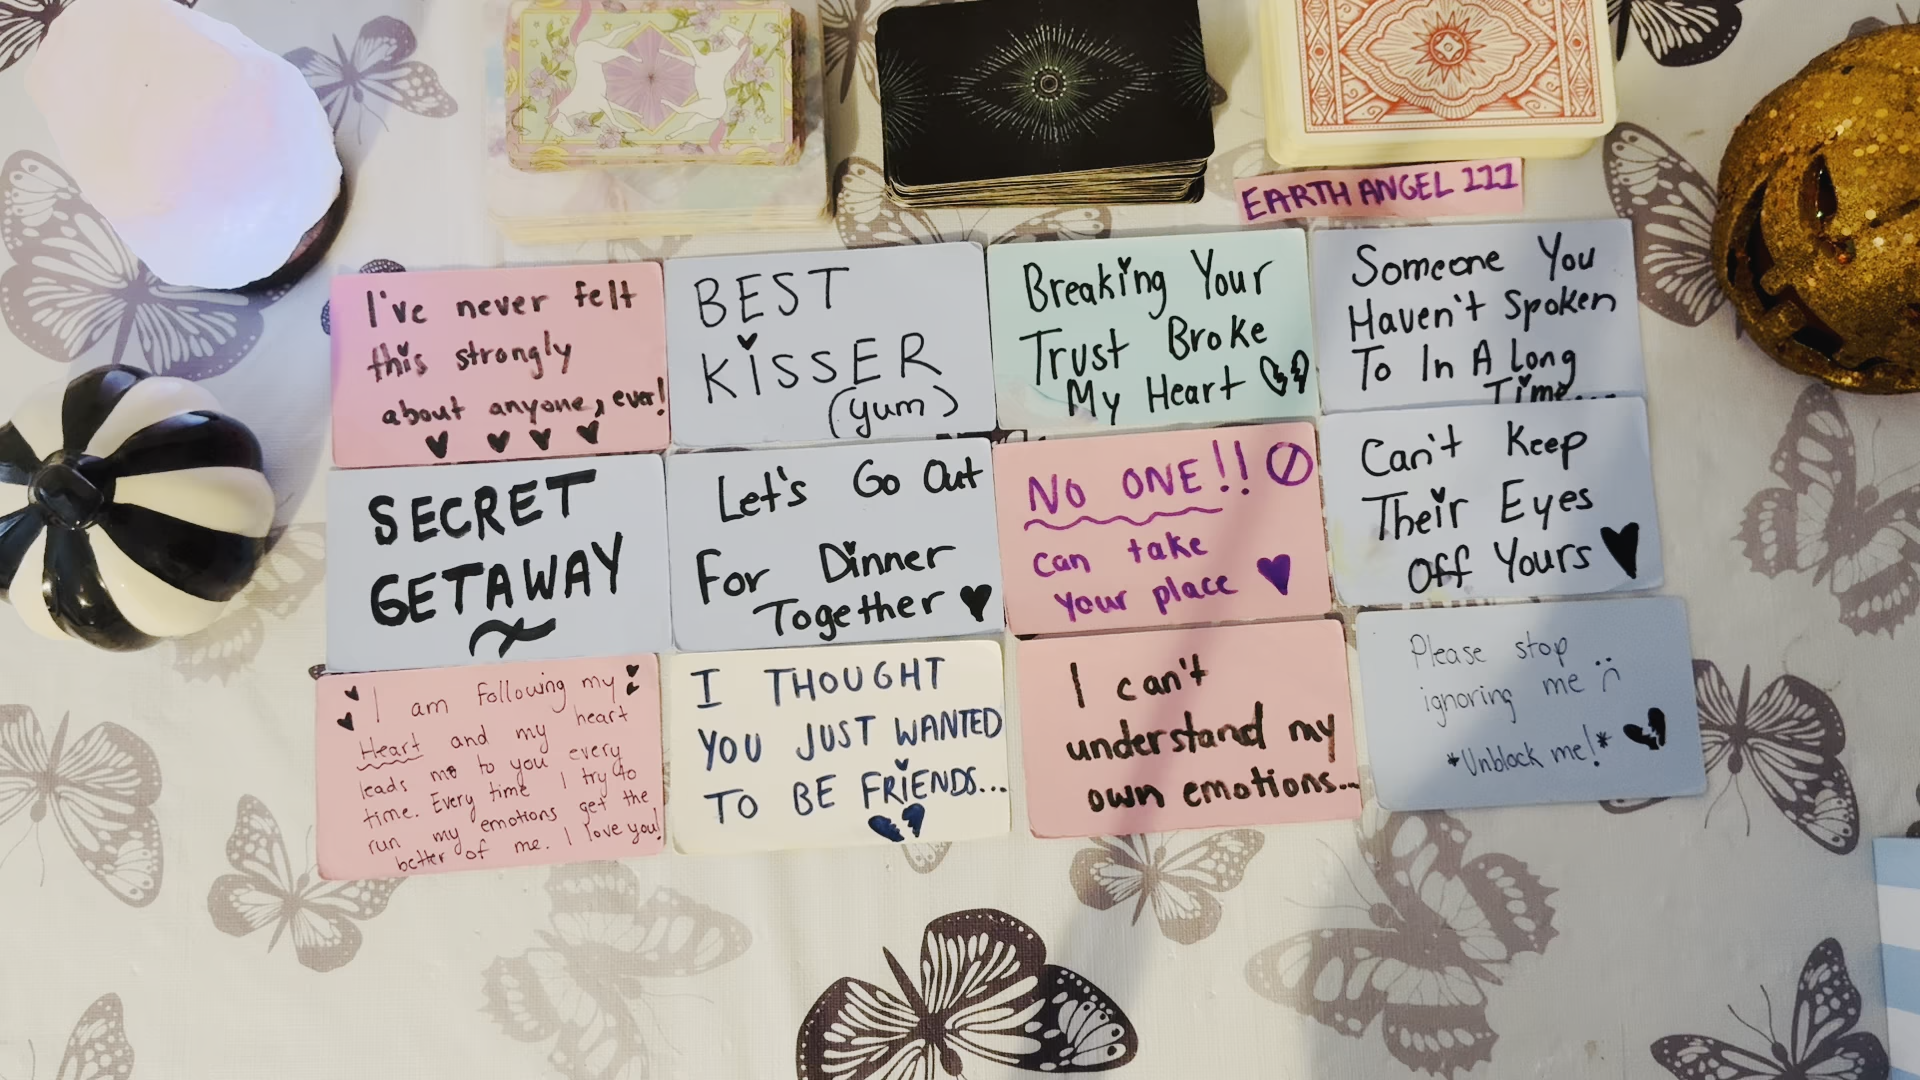 EARTH ANGEL 111
I've never felt
this strongly
about anyone, ever!
BEST
KISSER
(yum)
Breaking Your
Trust Broke
My Heart
Someone You
Haven't Spoken
To In A Long
Time...
SECRET
GETAWAY
Let's Go Out
For Dinner
Together
NO ONE!!
can take
your place
Can't Keep
Their Eyes
Off Yours
I am following my
Heart and my heart
leads me to you every
time. Every time I try to
run my emotions get the
better of me. I love you!
I THOUGHT
YOU JUST WANTED
TO BE FRIENDS...
I can't
understand my
own emotions...
Please stop
ignoring me :(
*Unblock me!*